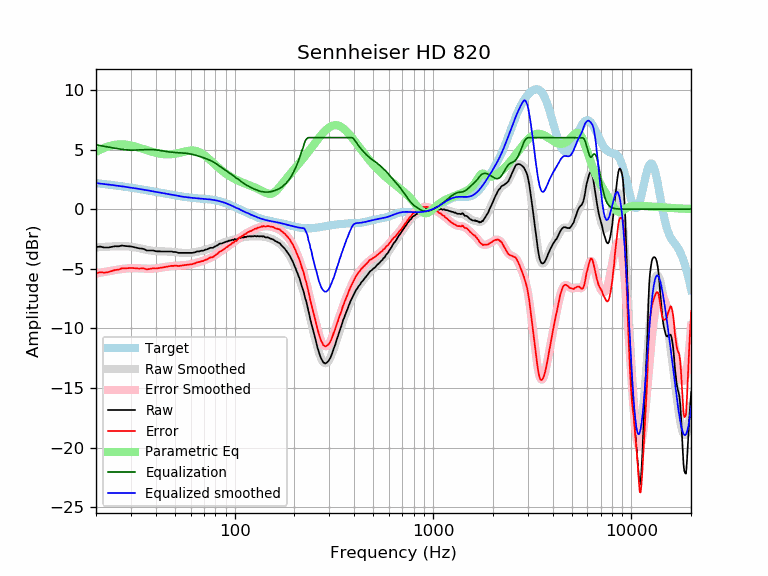 Sennheiser HD 820
10
5
0
−5
−10
−15
−20
−25
Amplitude (dBr)
Target
Raw Smoothed
Error Smoothed
Raw
Error
Parametric Eq
Equalization
Equalized smoothed
100
1000
10000
Frequency (Hz)